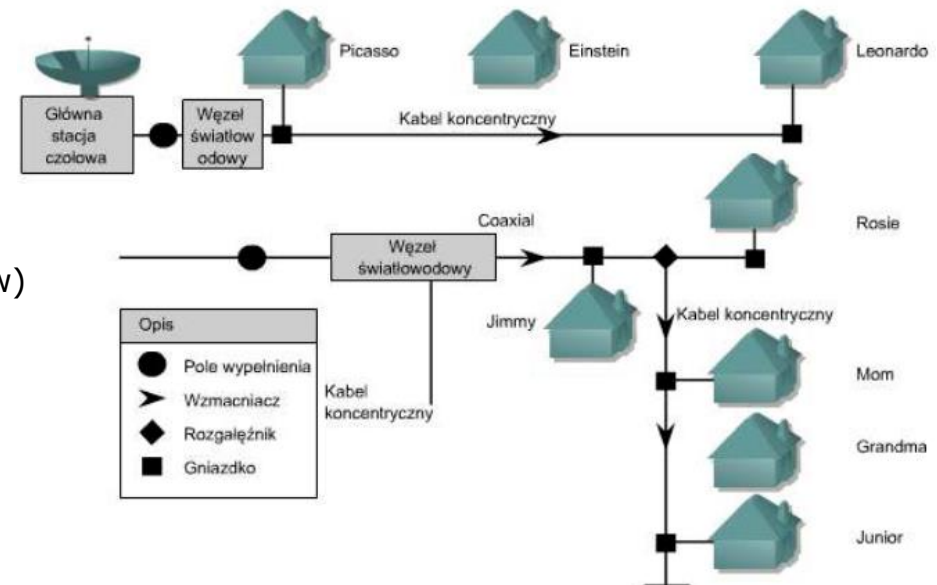 Picasso
Einstein
Leonardo
Główna
stacja
czołowa
Węzeł
światłow
odowy
Kabel koncentryczny
Coaxial
Rosie
Węzeł
światłowodowy
w)
Jimmy
Kabel koncentryczny
Opis
Pole wypełnienia
Wzmacniacz
Rozgałęźnik
Gniazdko
Kabel
koncentryczny
Mom
Grandma
Junior